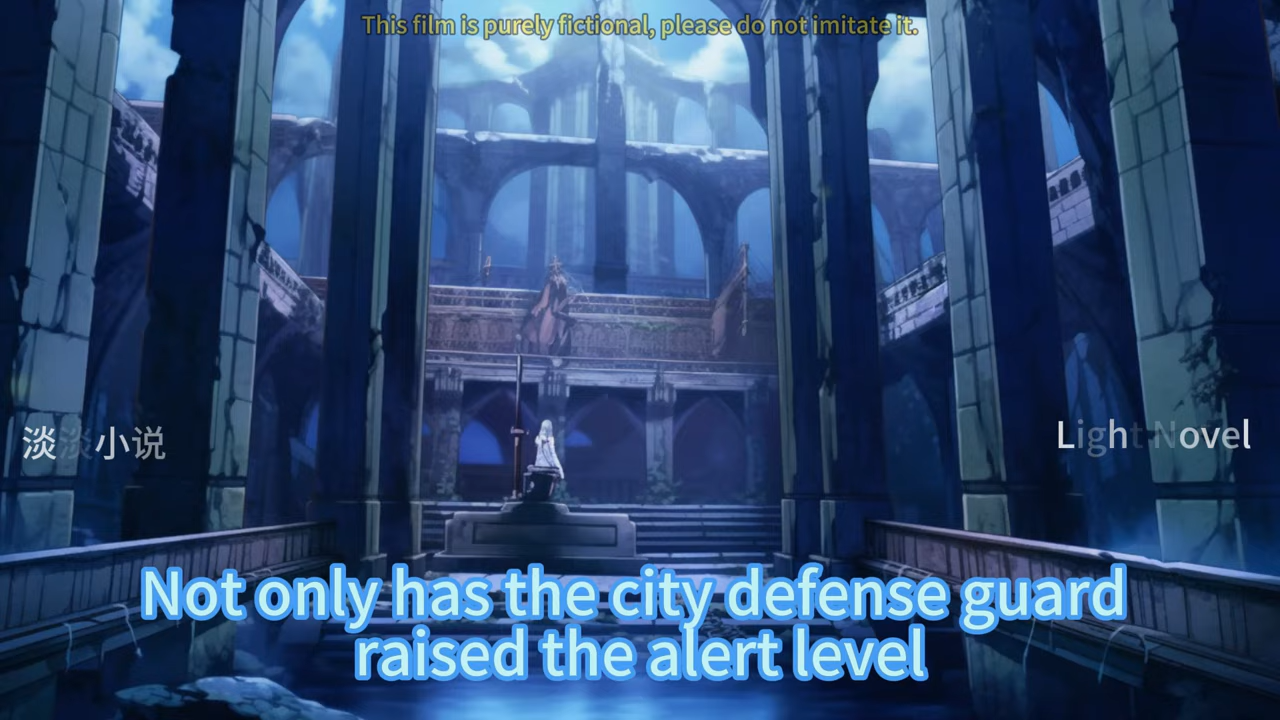 This film is purely fictional, please do not imitate it.
淡淡小说
Light Novel
Not only has the city defense guard
raised the alert level